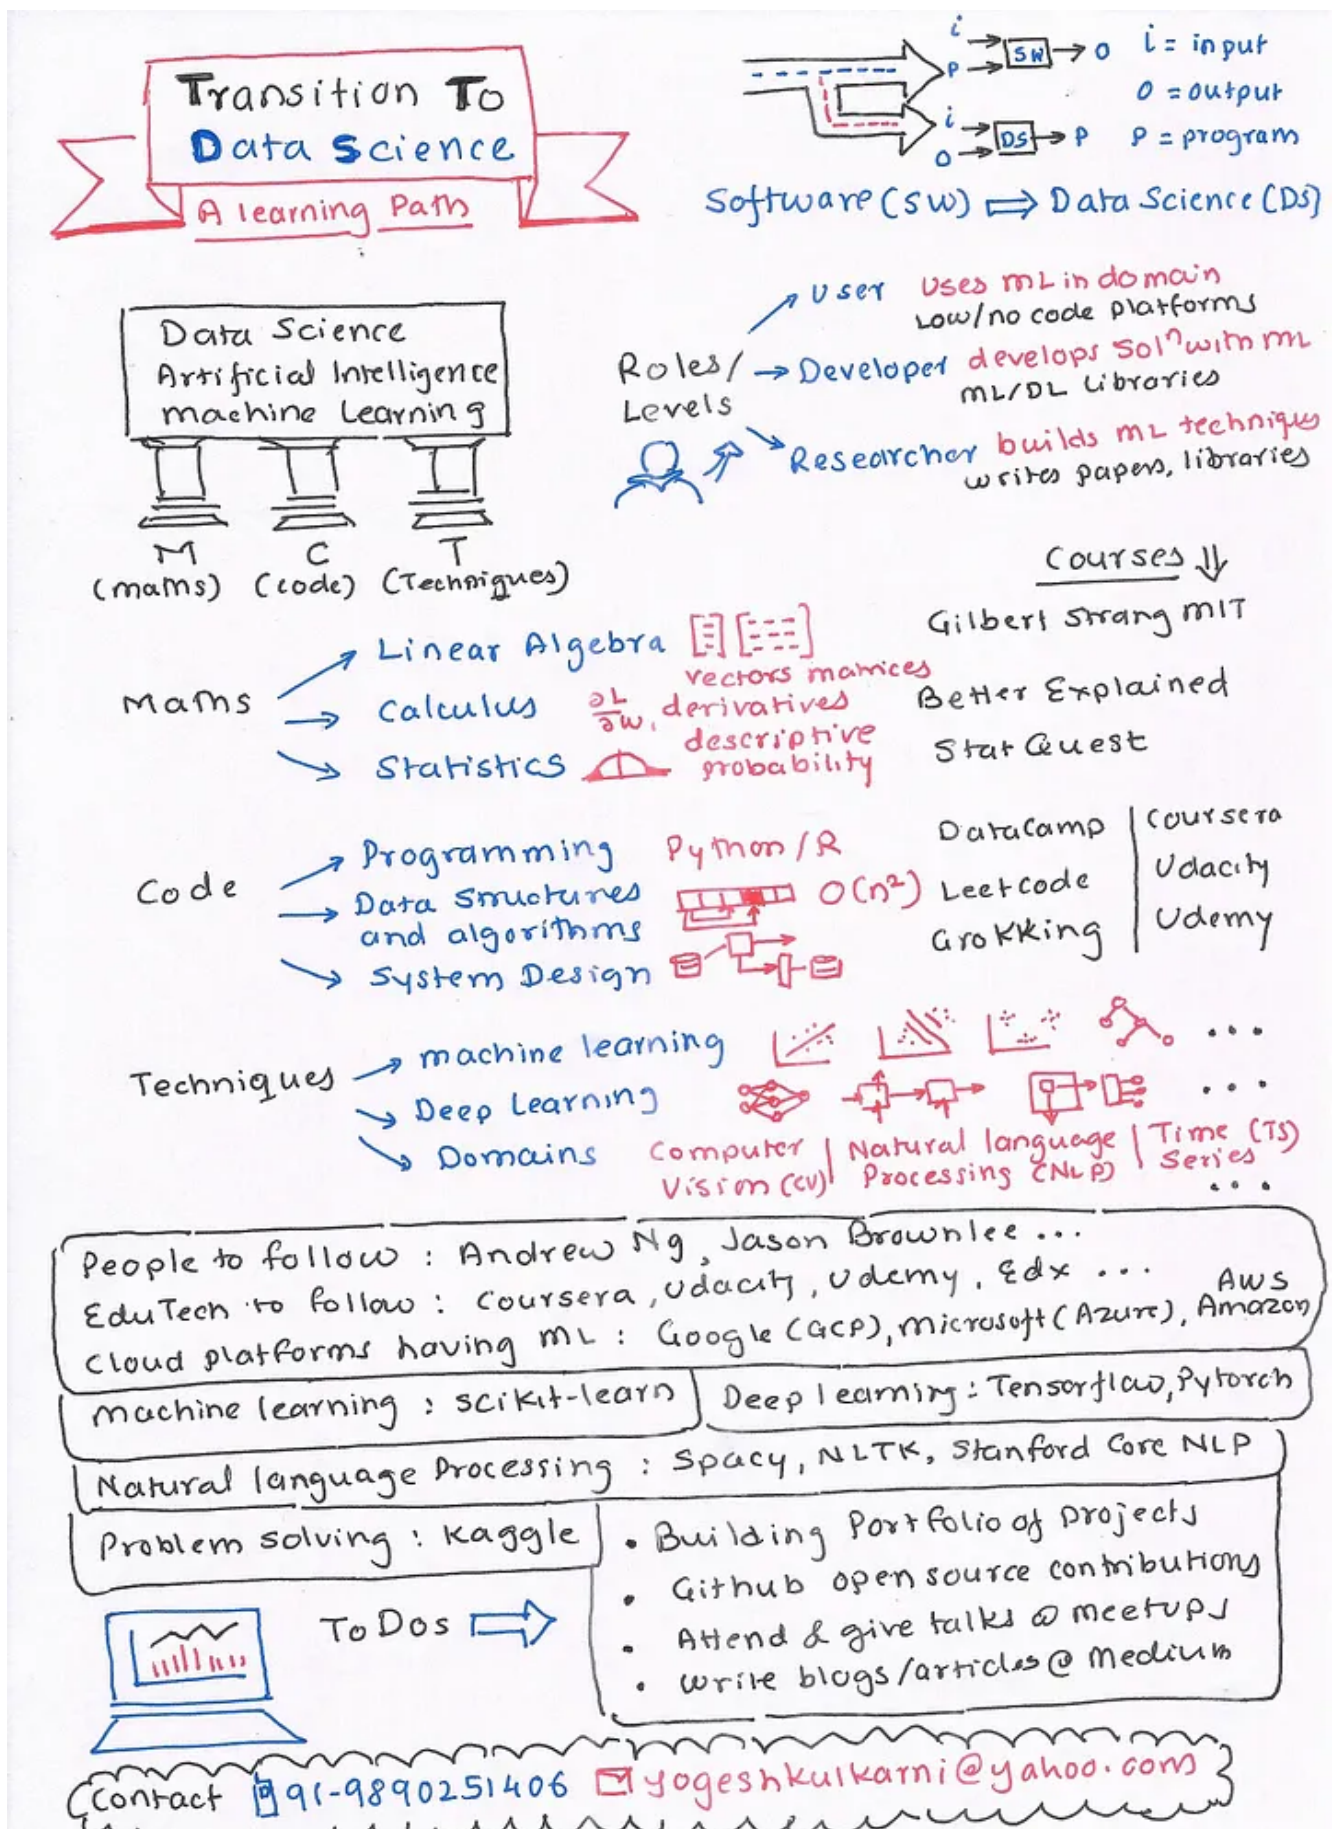 Transition To
Data Science
A learning Path
i
P
SW
O
i
O
DS
P
i = input
O = output
P = program
Software (SW) ⇒ Data Science (DS)
Data Science
Artificial Intelligence
machine Learning
M
(maths)
C
(code)
T
(Techniques)
Roles/
Levels
User uses ML in domain
Low/no code platforms
Developer develops Solⁿ with ML
ML/DL Libraries
Researcher builds ML technique
writes papers, libraries
Courses
Maths
Linear Algebra
vectors matrices
Gilbert Strang MIT
Calculus ∂L/∂w, derivatives
Better Explained
Statistics descriptive
probability
Stat Quest
Code
Programming Python / R
DataCamp | Coursera
Data Structures
and algorithms
O(n²)
Leetcode | Udacity
System Design
Grokking | Udemy
Techniques
machine learning ...
Deep Learning ...
Domains Computer
Vision (CV) | Natural language
Processing (NLP) | Time (TS)
Series
...
People to follow : Andrew Ng, Jason Brownlee ...
EduTech to follow : Coursera, Udacity, Udemy, Edx ...
Cloud platforms having ML : Google (GCP), Microsoft (Azure), AWS
Amazon
Machine learning : scikit-learn
Deep learning : Tensorflow, Pytorch
Natural language Processing : Spacy, NLTK, Stanford Core NLP
Problem solving : Kaggle
ToDos
• Building Portfolio of projects
• Github open source contributions
• Attend & give talks @ meetups
• write blogs/articles @ Medium
Contact 91-9890251406 yogeshkulkarni@yahoo.com